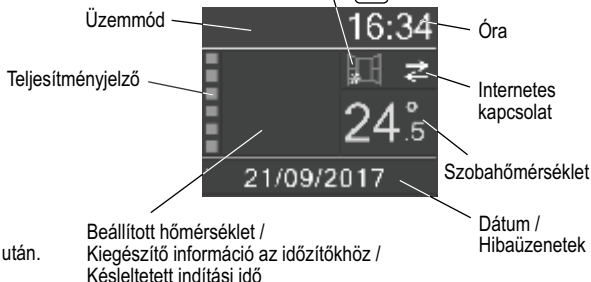 Üzemmód
16:34
Óra
Teljesítményjelző
Internetes
kapcsolat
24.5°
Szobahőmérséklet
21/09/2017
Dátum /
Hibaüzenetek
után.
Beállított hőmérséklet /
Kiegészítő információ az időzítőkhöz /
Késleltetett indítási idő